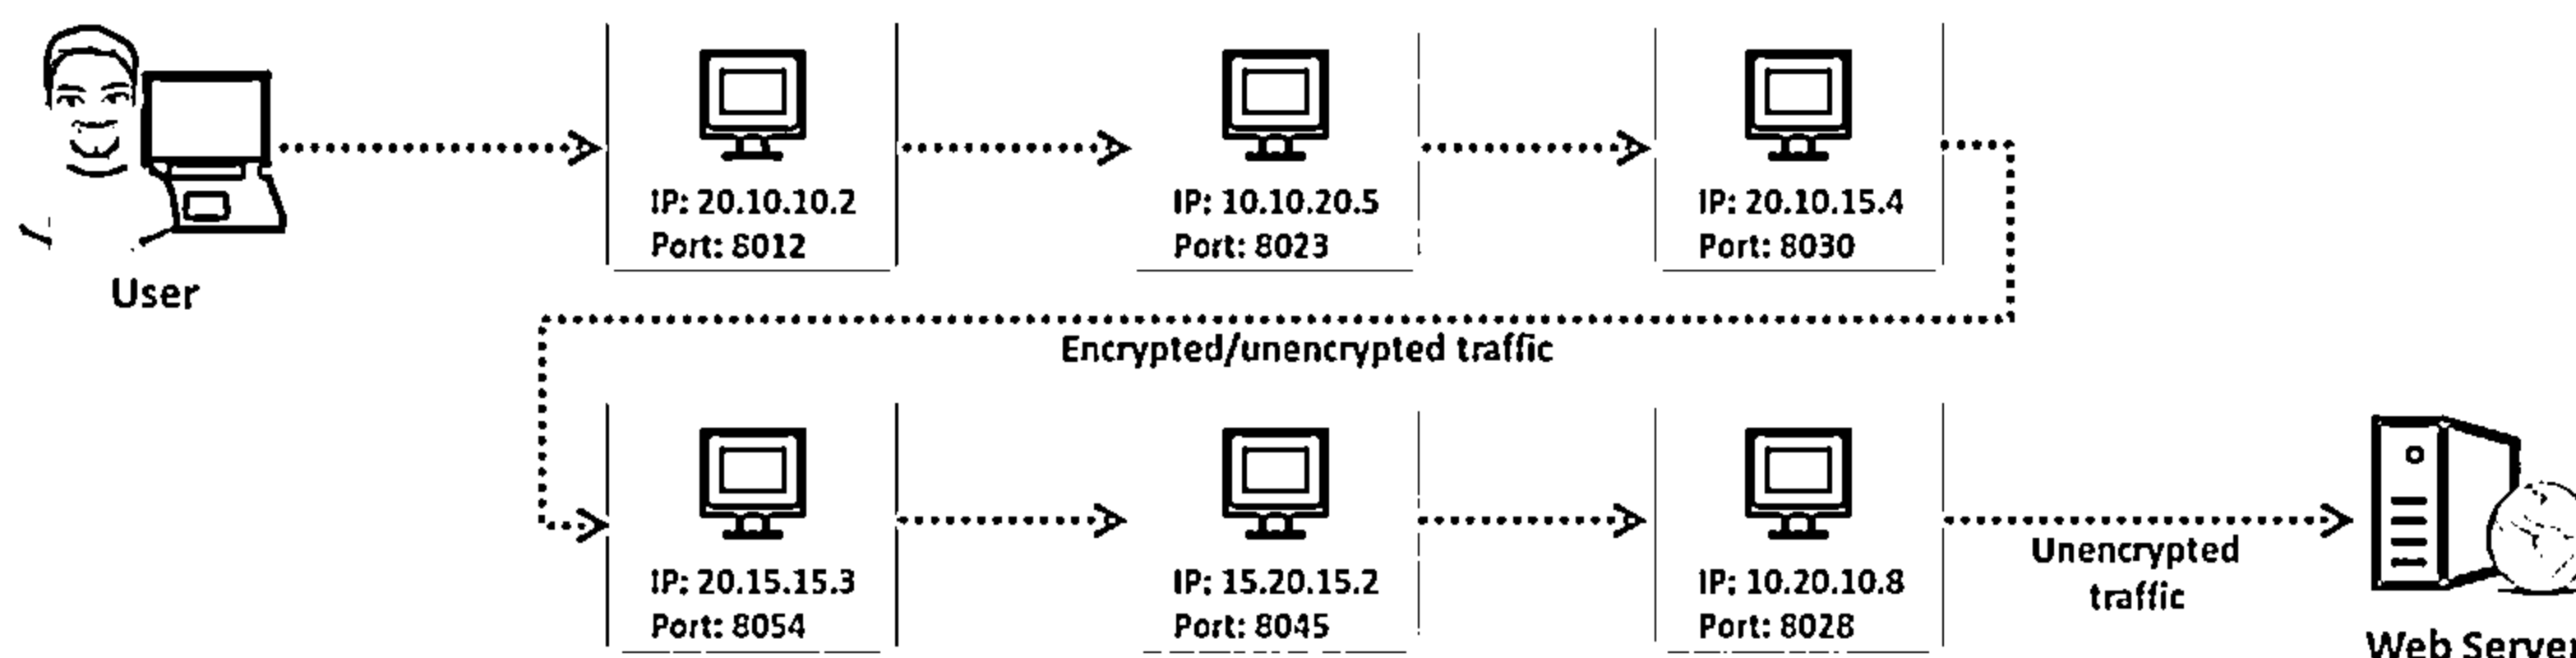 User
IP: 20.10.10.2
Port: 8012
IP: 10.10.20.5
Port: 8023
IP: 20.10.15.4
Port: 8030
Encrypted/unencrypted traffic
IP: 20.15.15.3
Port: 8054
IP: 15.20.15.2
Port: 8045
IP: 10.20.10.8
Port: 8028
Unencrypted
traffic
Web Server